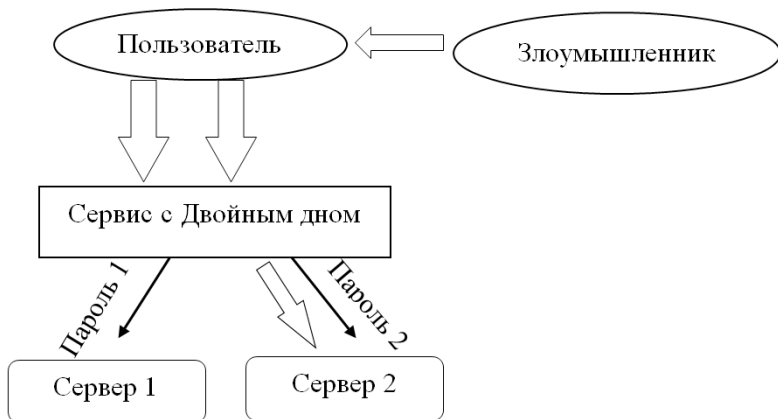 Пользователь
Злоумышленник
Сервис с Двойным дном
Пароль 1
Пароль 2
Сервер 1
Сервер 2